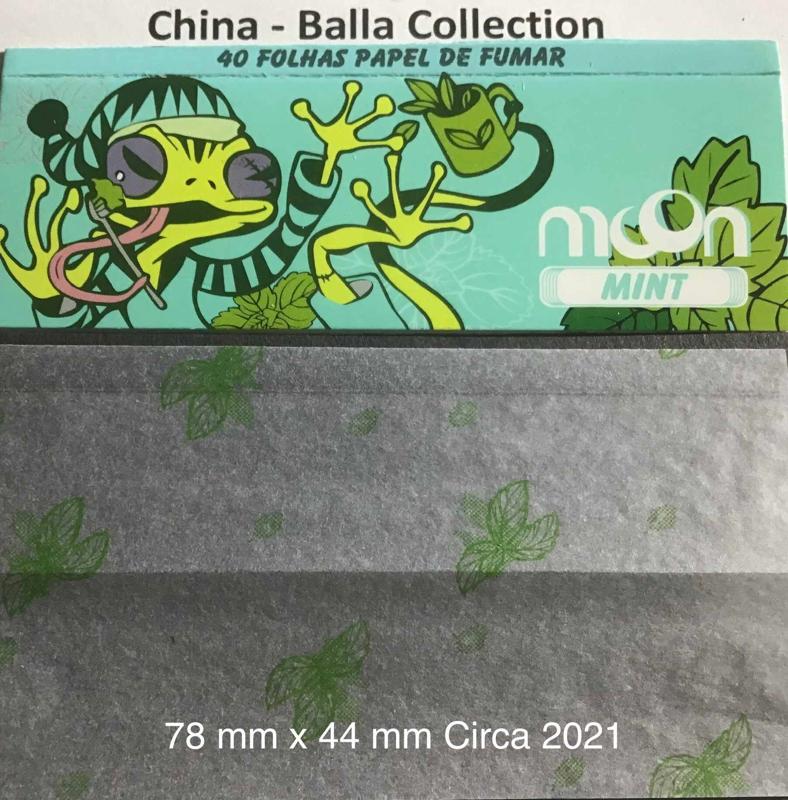 China - Balla Collection
40 FOLHAS PAPEL DE FUMAR
moon
MINT
78 mm x 44 mm Circa 2021